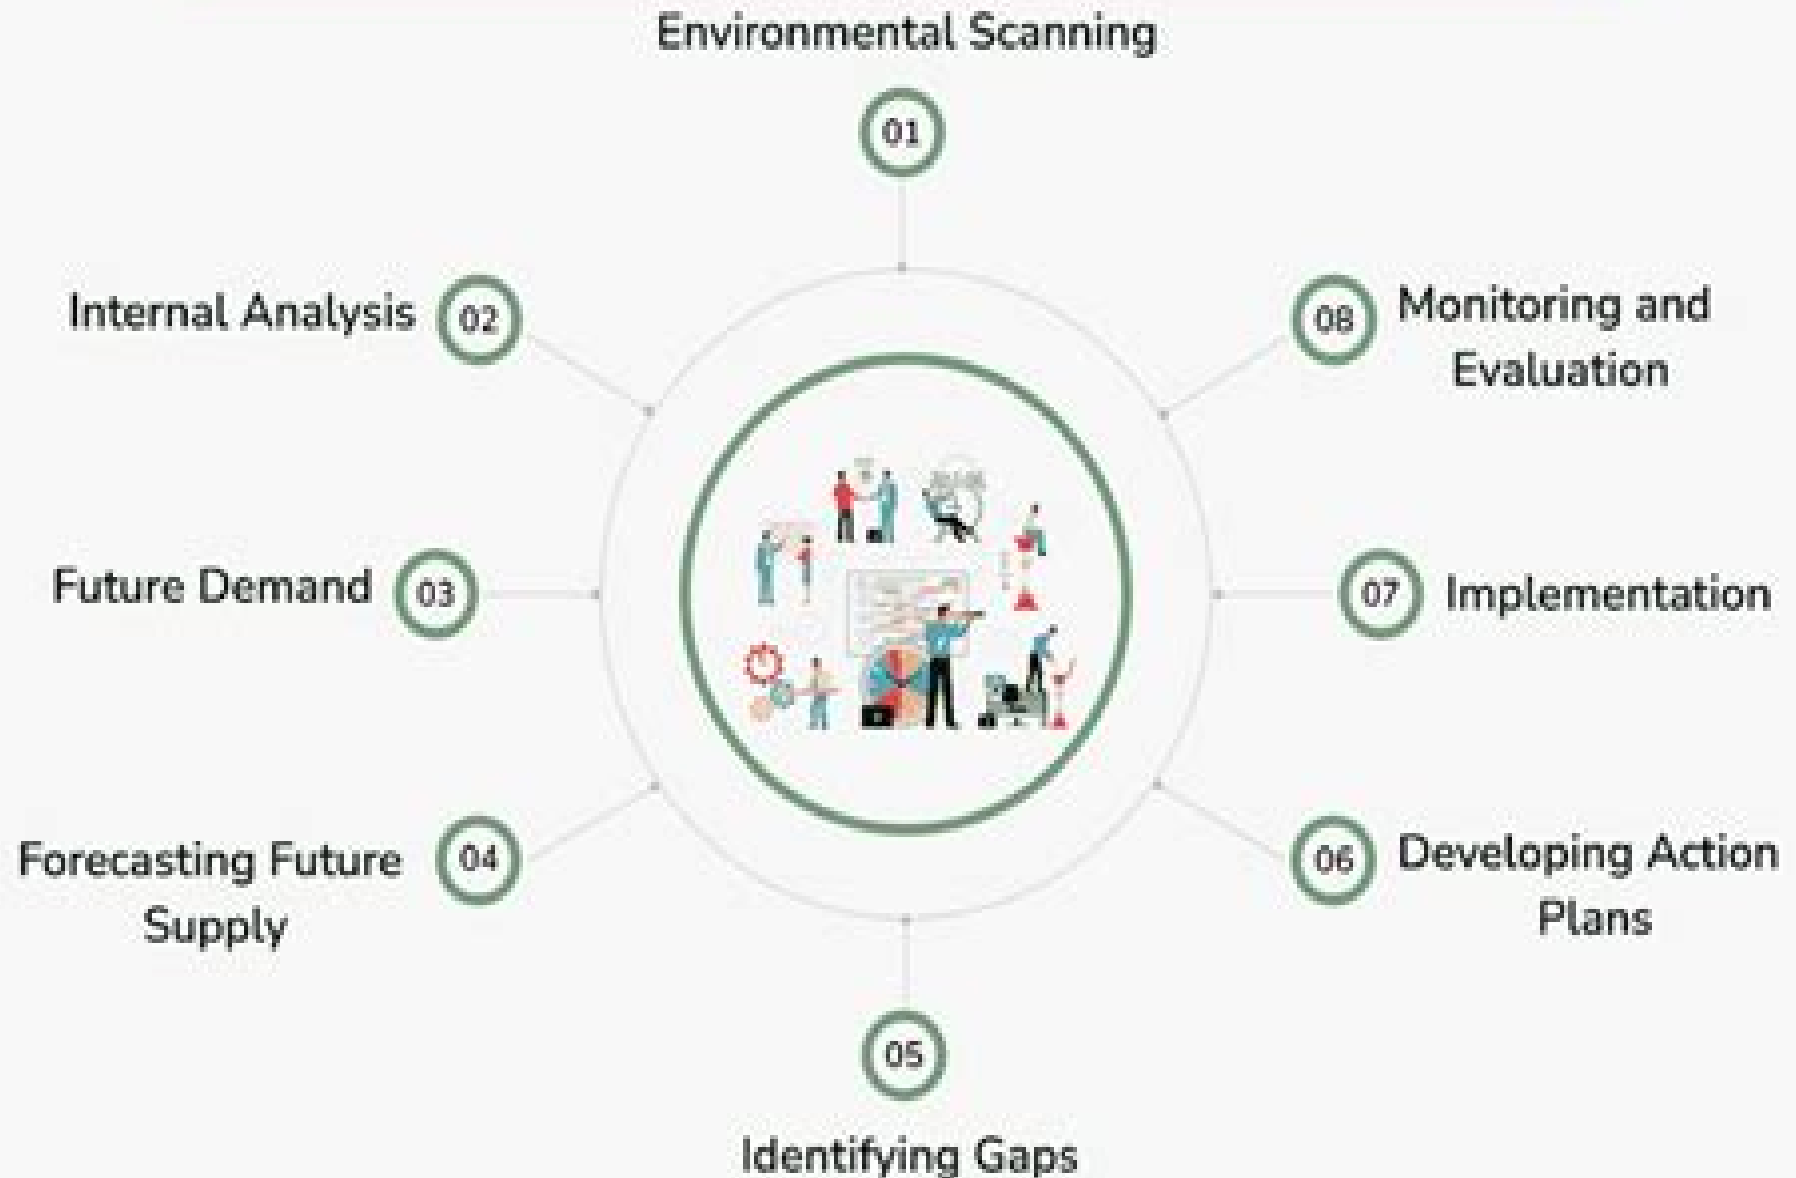 Environmental Scanning
01
Internal Analysis
02
Future Demand
03
Forecasting Future
Supply
04
05
Identifying Gaps
06
Developing Action
Plans
07
Implementation
08
Monitoring and
Evaluation